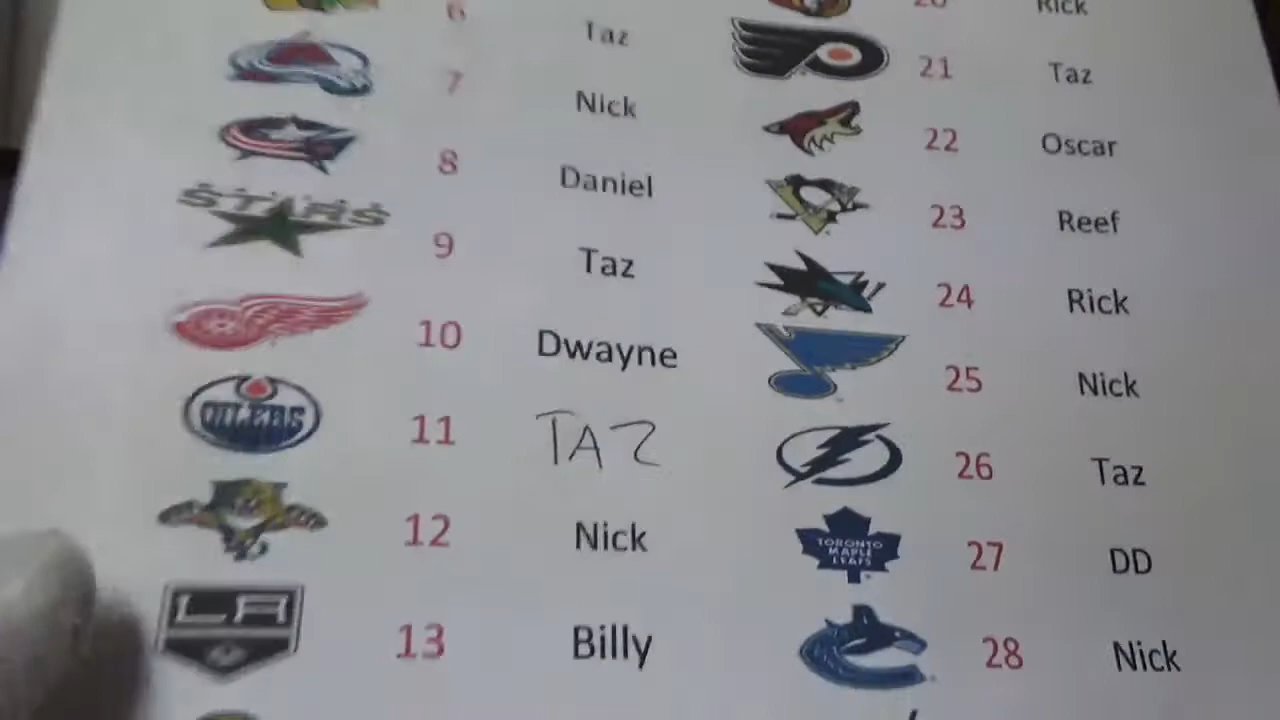 6 Taz
7 Nick
8 Daniel
STARS 9 Taz
10 Dwayne
OILERS 11 TAZ
12 Nick
LA 13 Billy
20 Rick
21 Taz
22 Oscar
23 Reef
24 Rick
25 Nick
26 Taz
TORONTO
MAPLE
LEAFS
27 DD
28 Nick